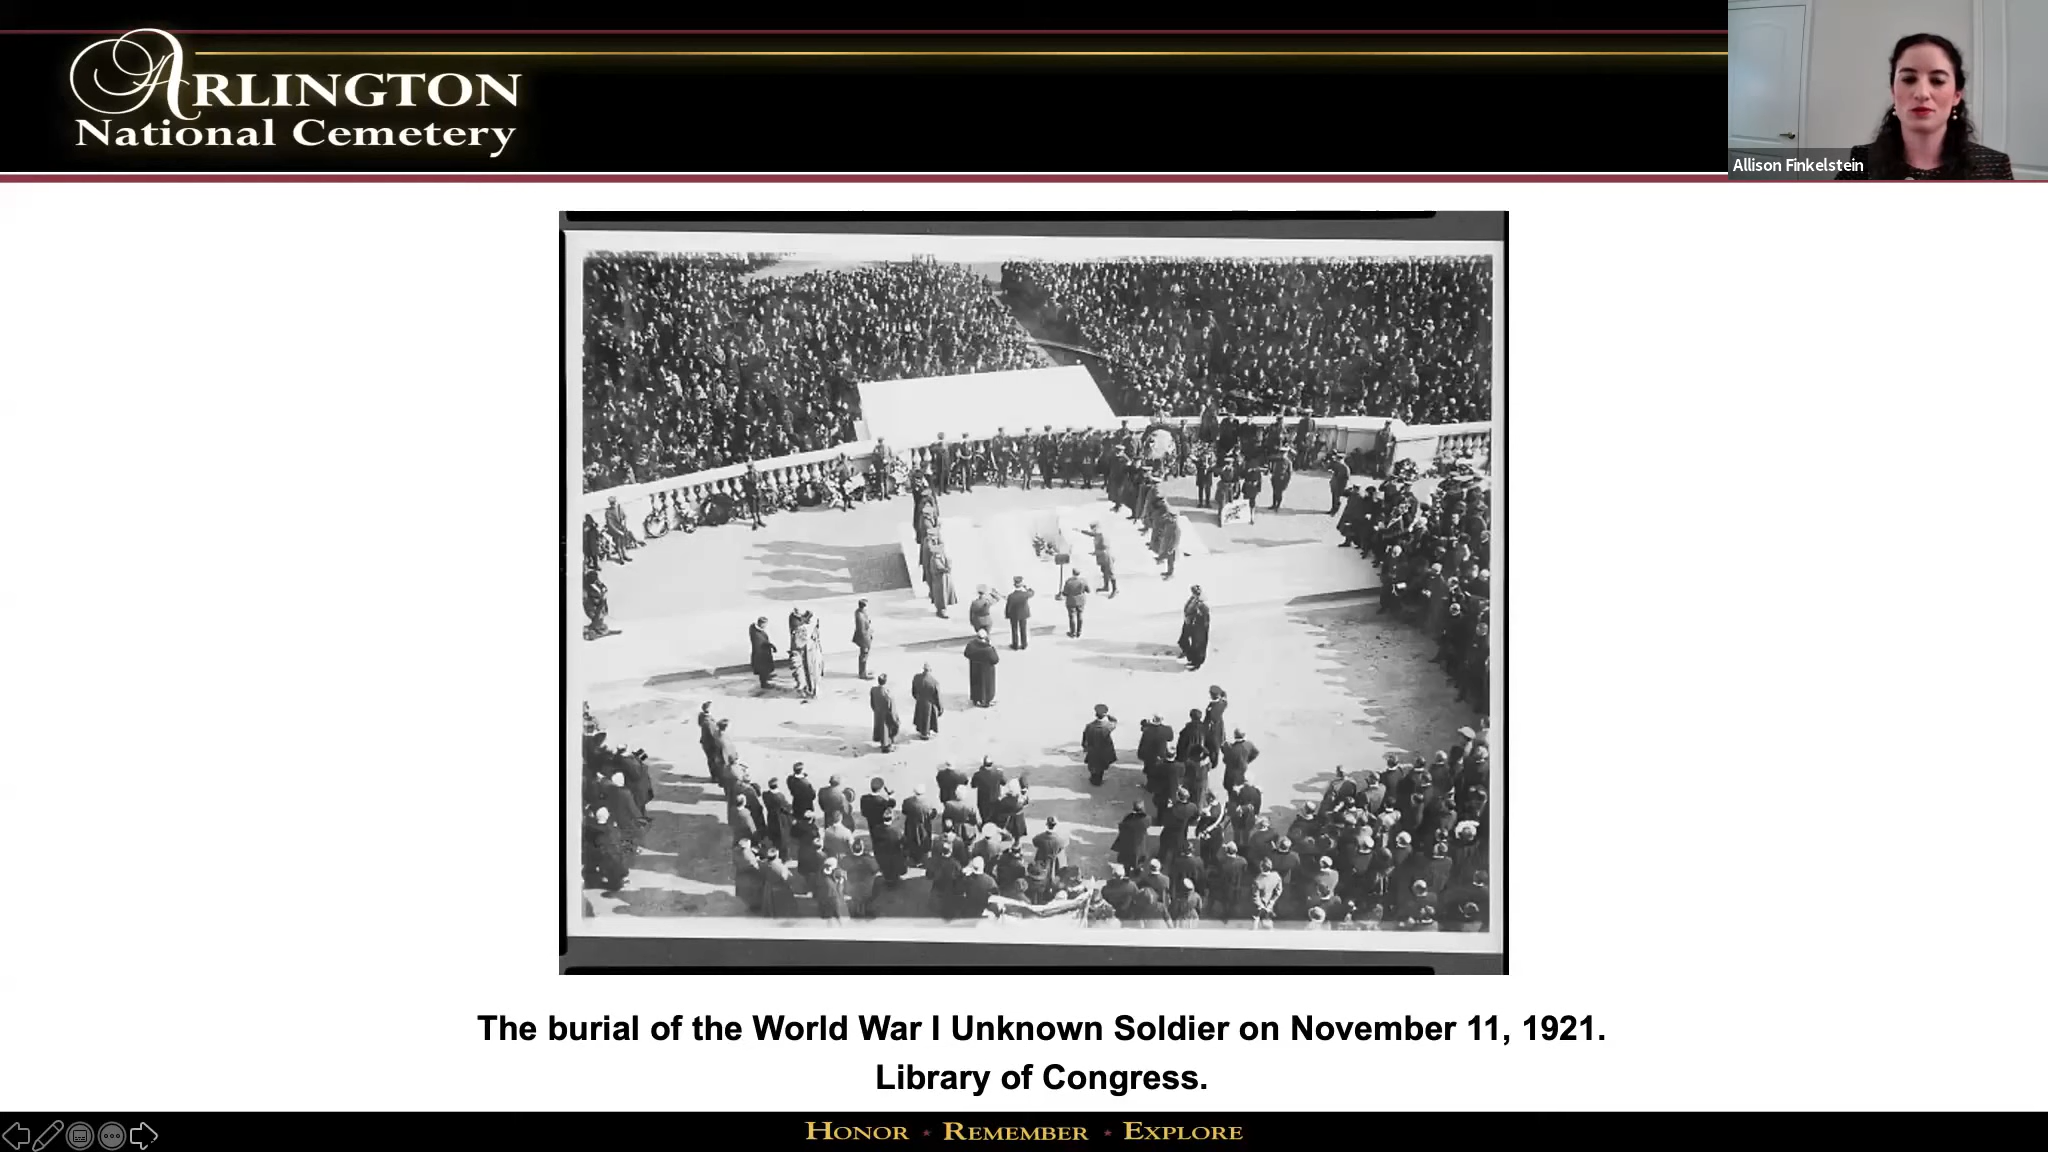 ARLINGTON
National Cemetery
Allison Finkelstein
The burial of the World War I Unknown Soldier on November 11, 1921.
Library of Congress.
HONOR ★ REMEMBER ★ EXPLORE